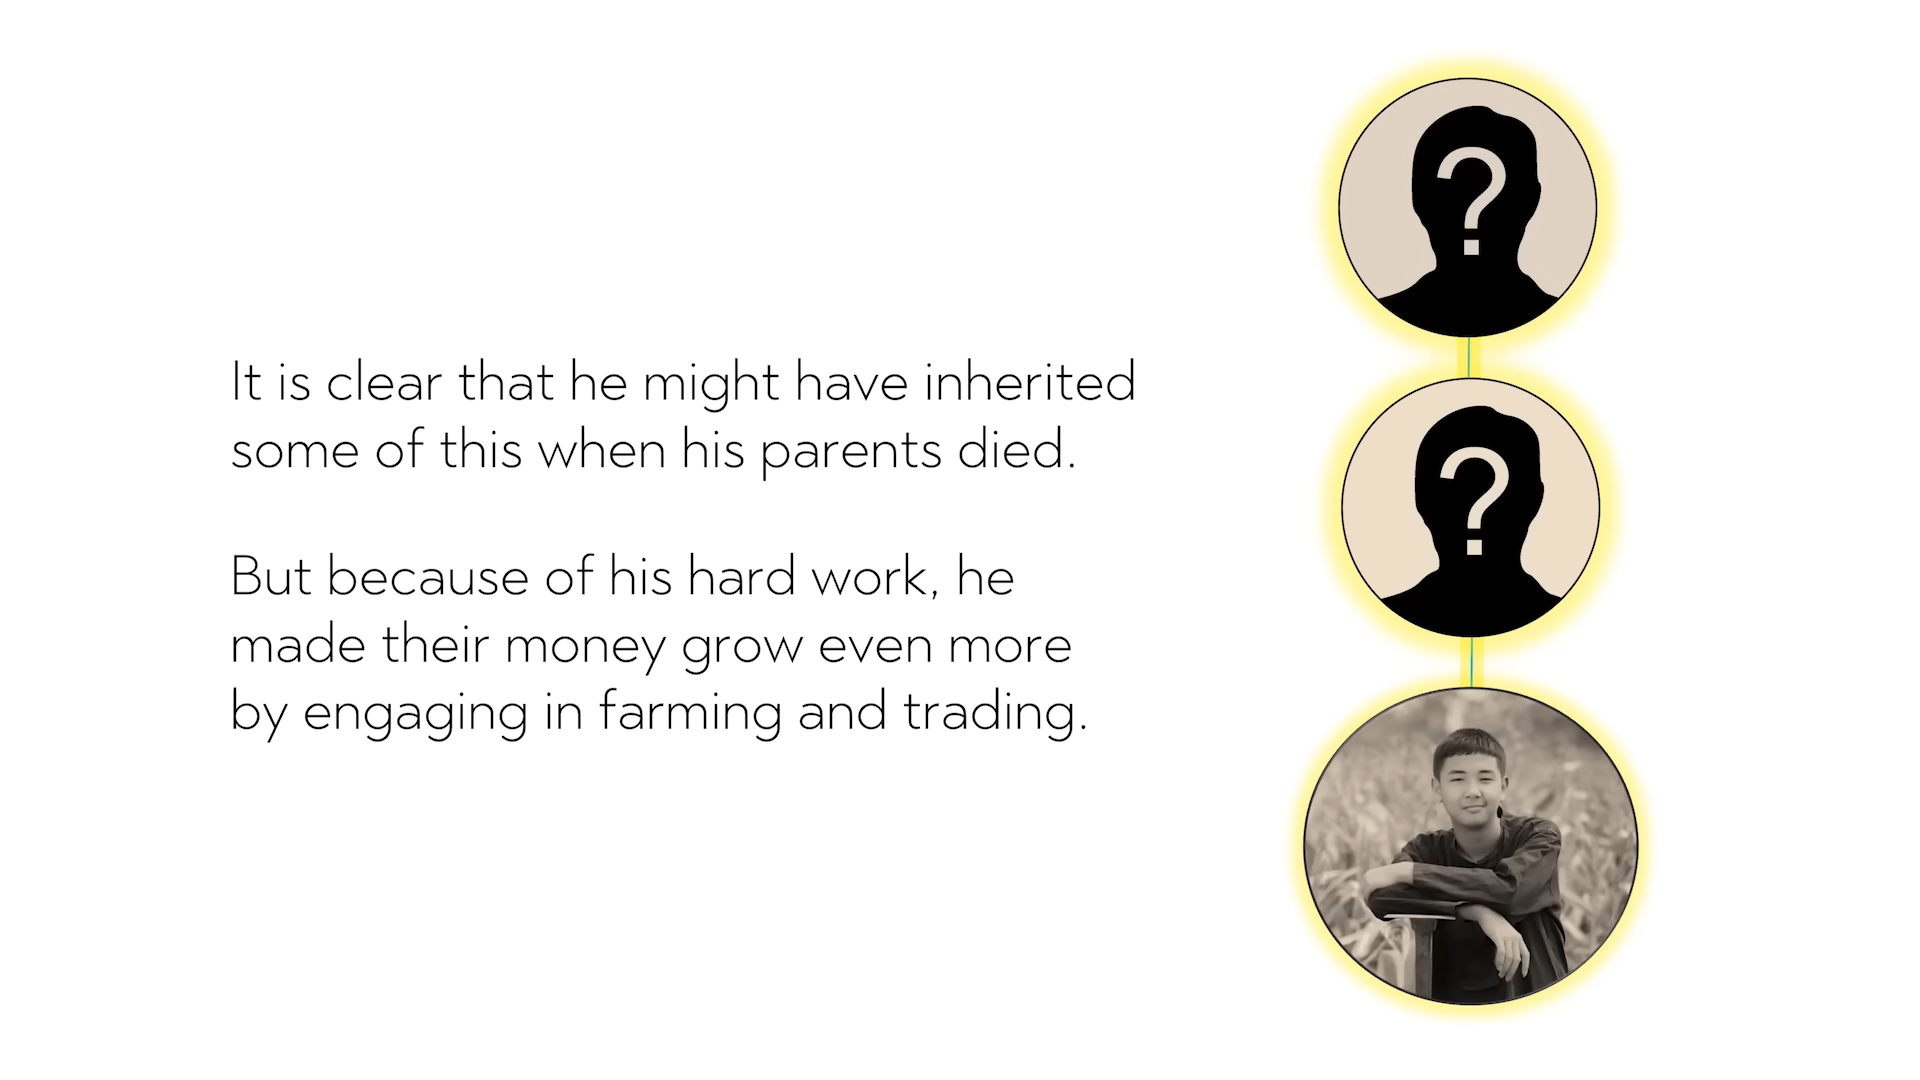 It is clear that he might have inherited
some of this when his parents died.
But because of his hard work, he
made their money grow even more
by engaging in farming and trading.
?
?